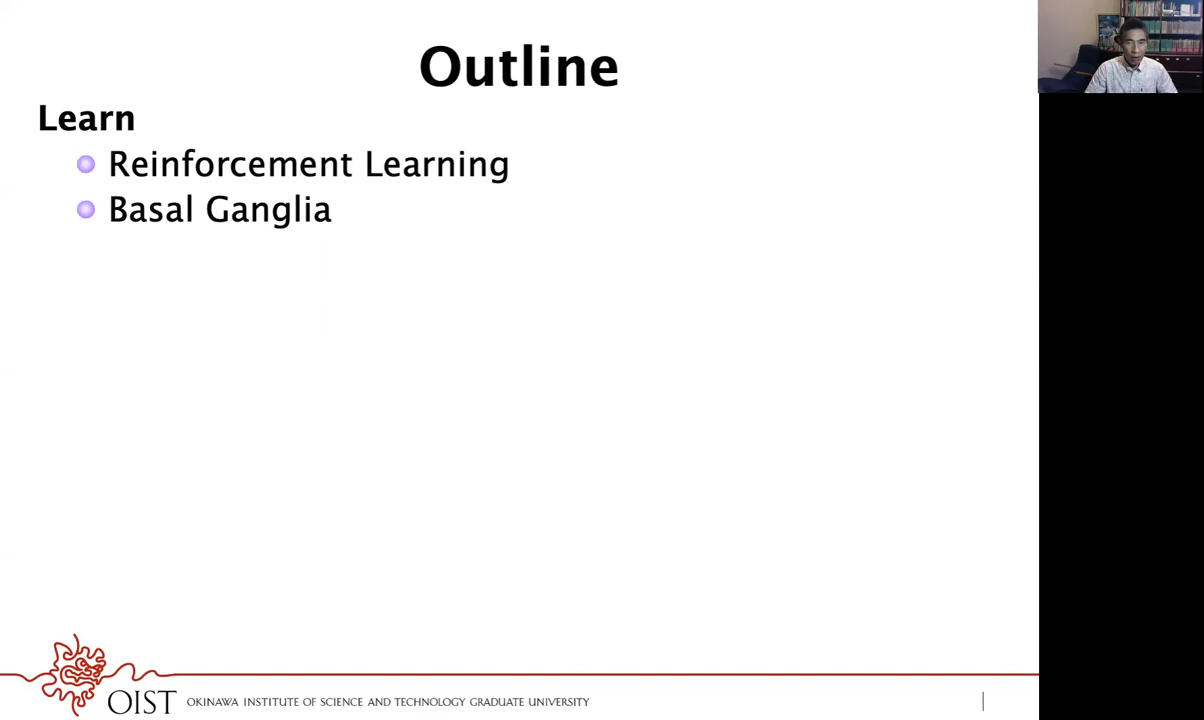 Outline
Learn
Reinforcement Learning
Basal Ganglia
OIST OKINAWA INSTITUTE OF SCIENCE AND TECHNOLOGY GRADUATE UNIVERSITY